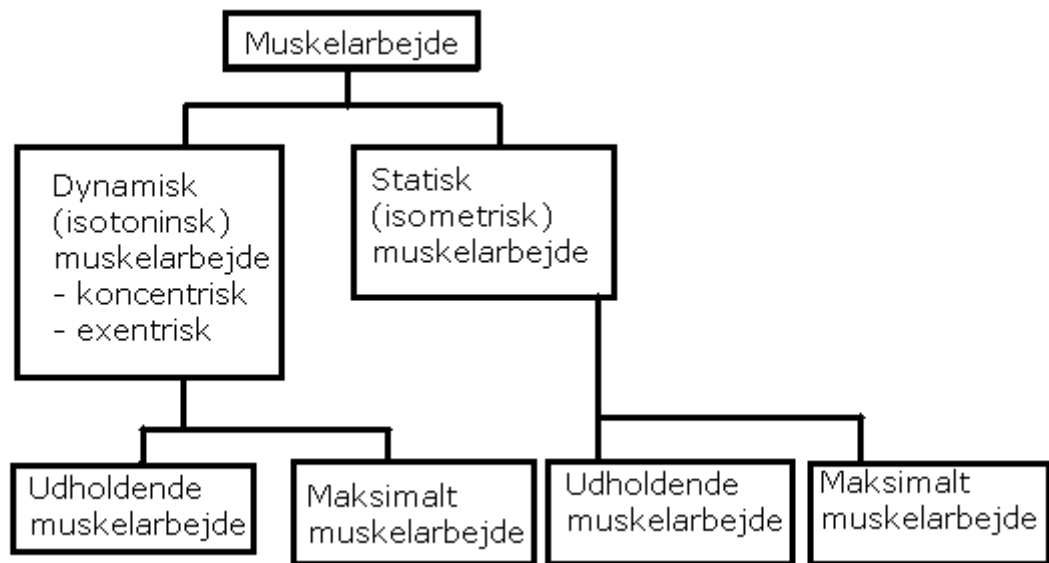 Muskelarbejde
Dynamisk
(isotoninsk)
muskelarbejde
- koncentrisk
- exentrisk
Statisk
(isometrisk)
muskelarbejde
Udholdende
muskelarbejde
Maksimalt
muskelarbejde
Udholdende
muskelarbejde
Maksimalt
muskelarbejde